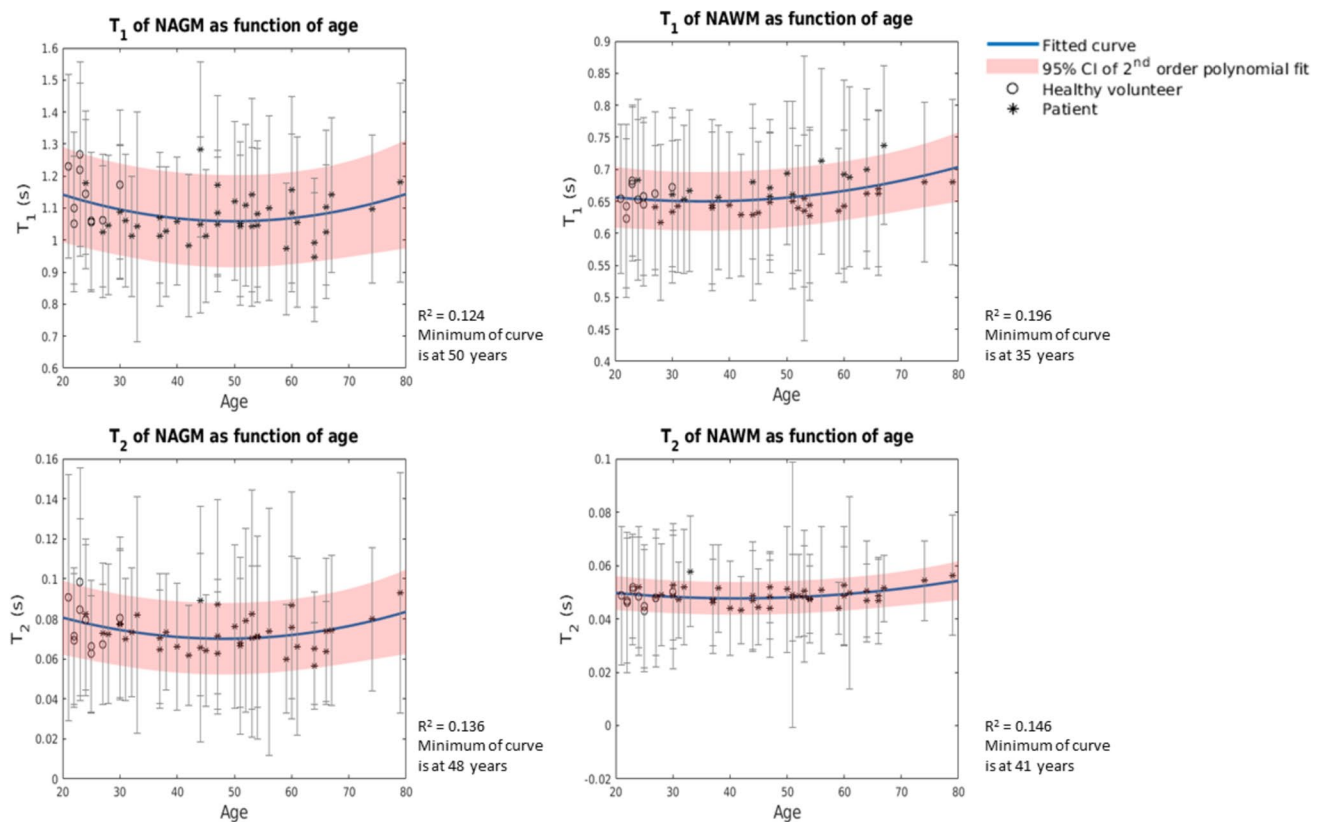 T1 of NAGM as function of age
1.6
1.5
1.4
1.3
1.2
1.1
1
0.9
0.8
0.7
0.6
T1 (s)
20 30 40 50 60 70 80
Age
R² = 0.124
Minimum of curve
is at 50 years
T1 of NAWM as function of age
0.9
0.85
0.8
0.75
0.7
0.65
0.6
0.55
0.5
0.45
0.4
T1 (s)
20 30 40 50 60 70 80
Age
R² = 0.196
Minimum of curve
is at 35 years
Fitted curve
95% CI of 2nd order polynomial fit
Healthy volunteer
Patient
T2 of NAGM as function of age
0.16
0.14
0.12
0.1
0.08
0.06
0.04
0.02
0
T2 (s)
20 30 40 50 60 70 80
Age
R² = 0.136
Minimum of curve
is at 48 years
T2 of NAWM as function of age
0.1
0.08
0.06
0.04
0.02
0
-0.02
T2 (s)
20 30 40 50 60 70 80
Age
R² = 0.146
Minimum of curve
is at 41 years